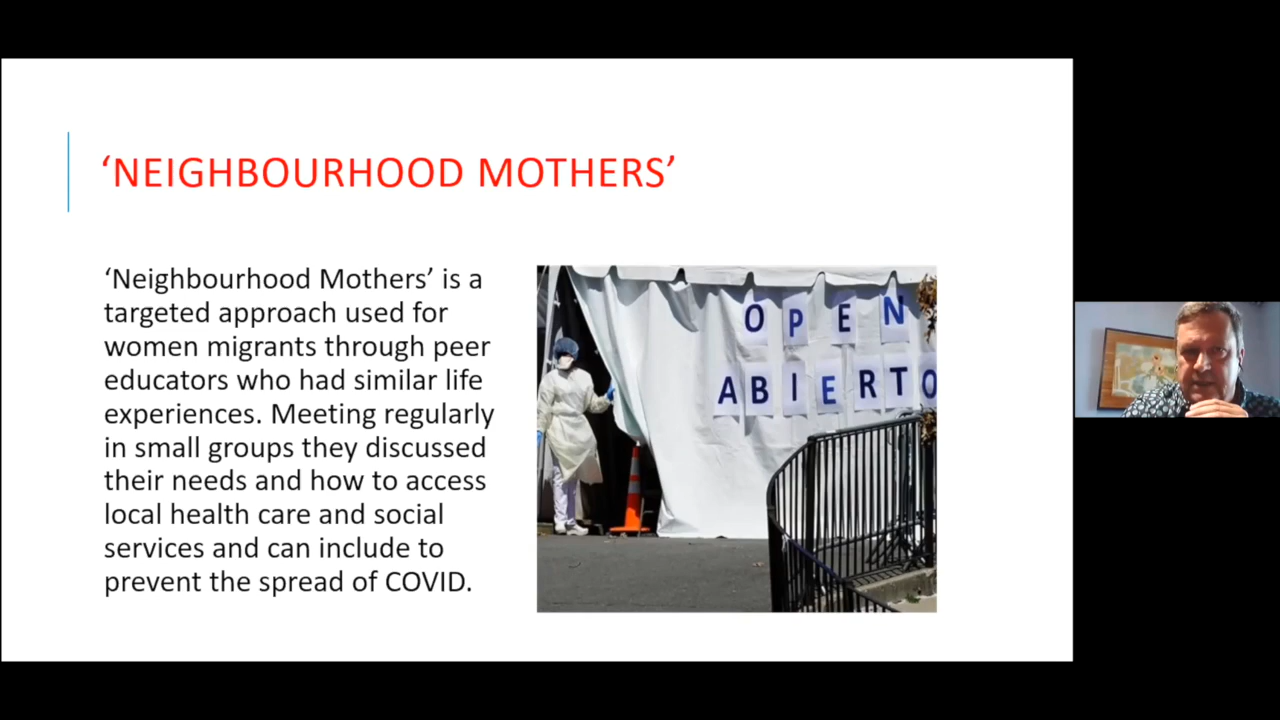 ‘NEIGHBOURHOOD MOTHERS’
‘Neighbourhood Mothers’ is a
targeted approach used for
women migrants through peer
educators who had similar life
experiences. Meeting regularly
in small groups they discussed
their needs and how to access
local health care and social
services and can include to
prevent the spread of COVID.
OPEN
ABIERTO